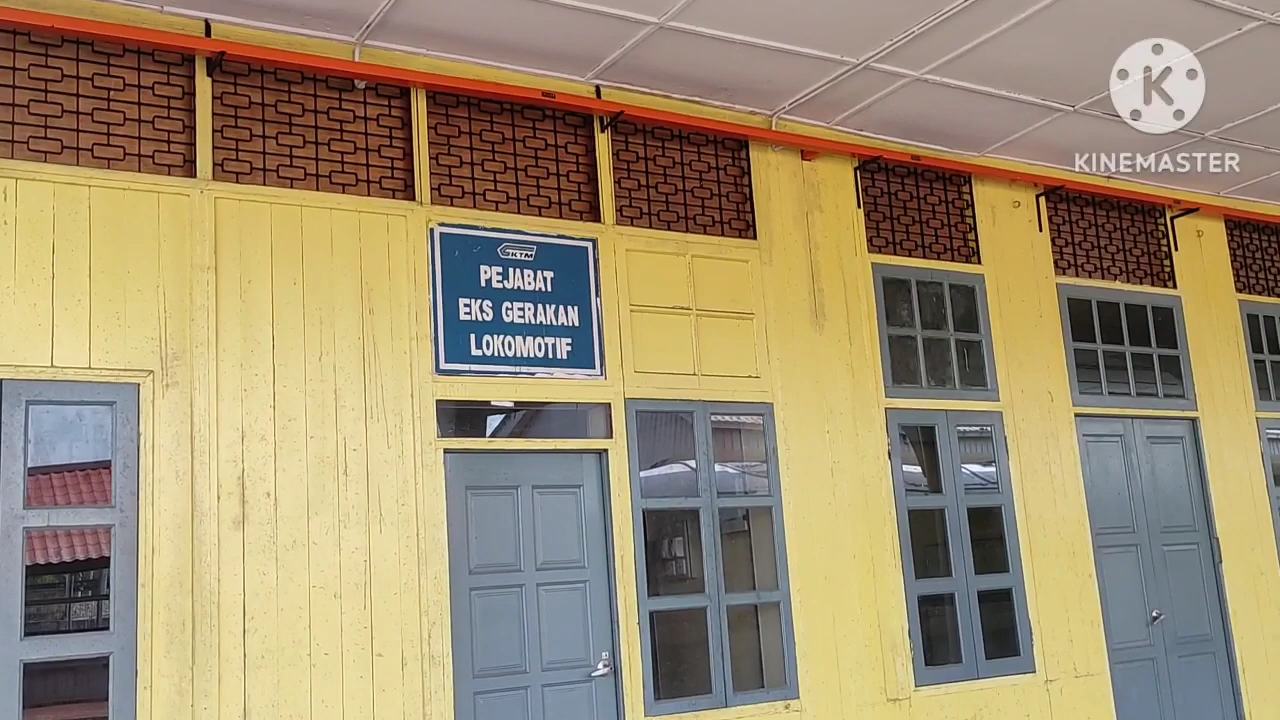 KTM
PEJABAT
EKS GERAKAN
LOKOMOTIF
K
KINEMASTER